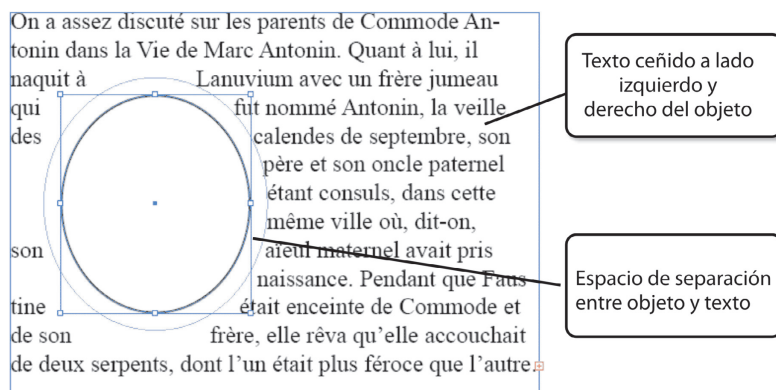 On a assez discuté sur les parents de Commode An-
tonin dans la Vie de Marc Antonin. Quant à lui, il
naquit à Lanuvium avec un frère jumeau
qui fut nommé Antonin, la veille
des calendes de septembre, son
père et son oncle paternel
étant consuls, dans cette
même ville où, dit-on,
son aïeul maternel avait pris
naissance. Pendant que Faus
tine était enceinte de Commode et
de son frère, elle rêva qu'elle accouchait
de deux serpents, dont l'un était plus féroce que l'autre.
Texto ceñido a lado
izquierdo y
derecho del objeto
Espacio de separación
entre objeto y texto